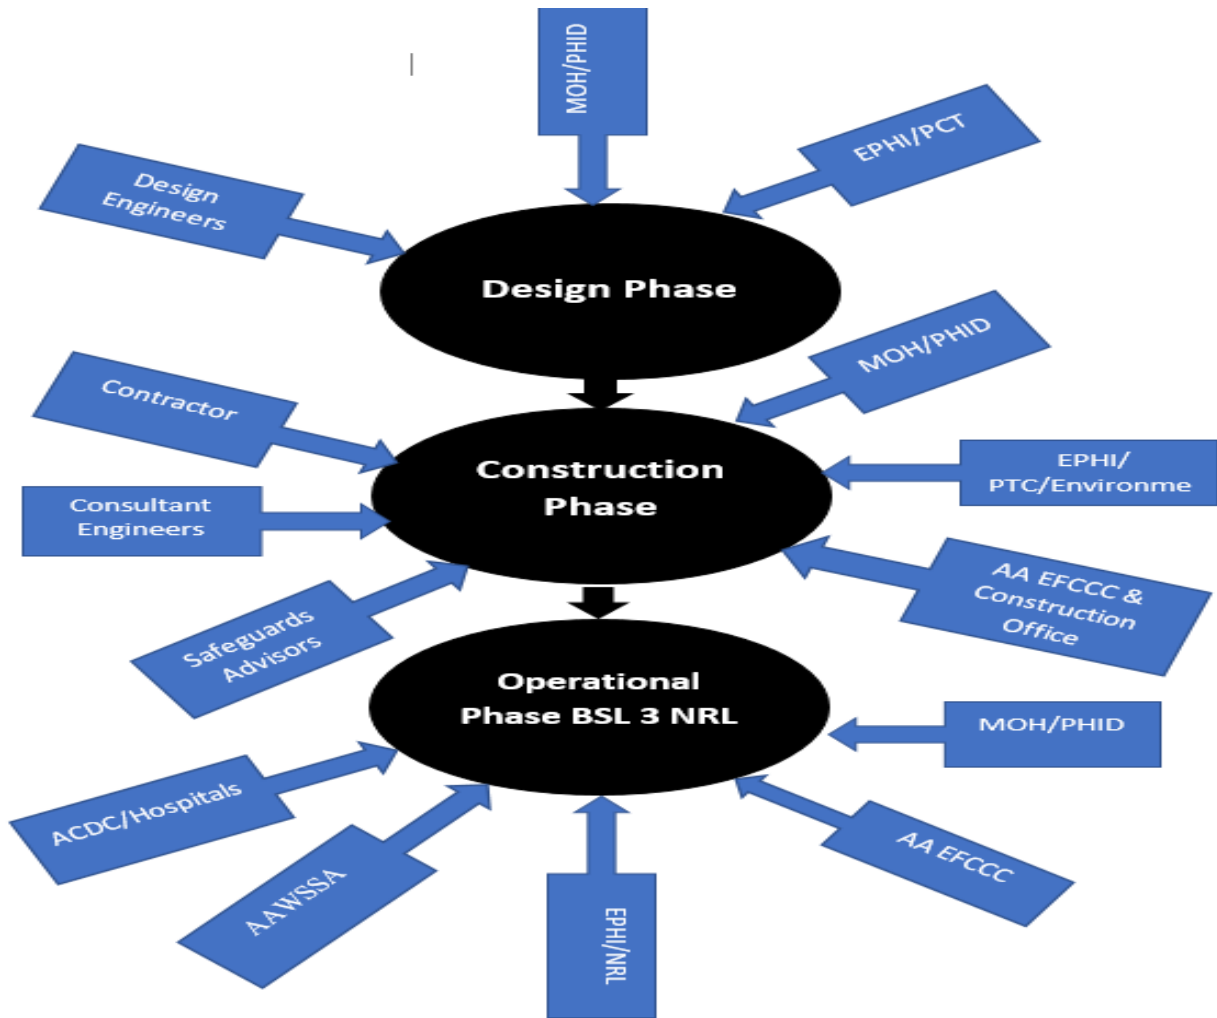 MOH/PHID
EPHI/PCT
Design
Engineers
Design Phase
MOH/PHID
Contractor
Construction
Phase
EPHI/
PTC/Environme
Consultant
Engineers
AA EFCCC &
Construction
Office
Safeguards
Advisors
Operational
Phase BSL 3 NRL
MOH/PHID
ACDC/Hospitals
AA EFCCC
AAWSSA
EPHI/NRL